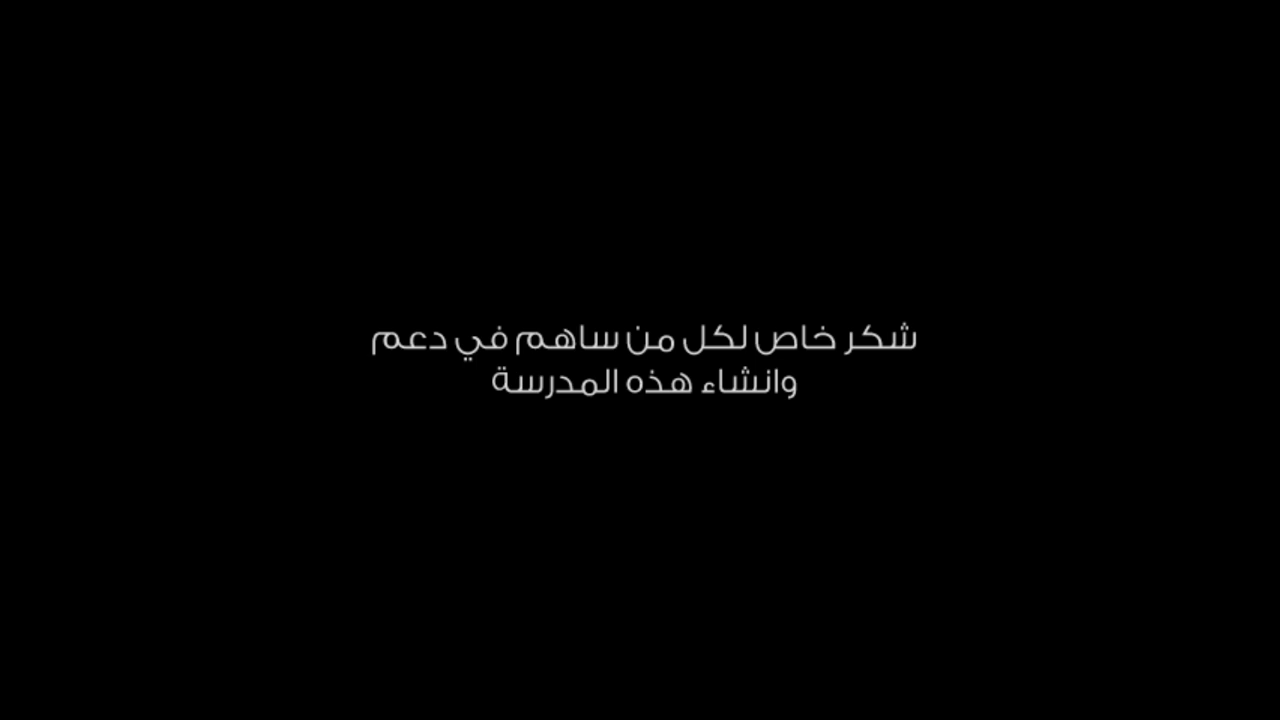 شكر خاص لكل من ساهم في دعم
وانشاء هذه المدرسة